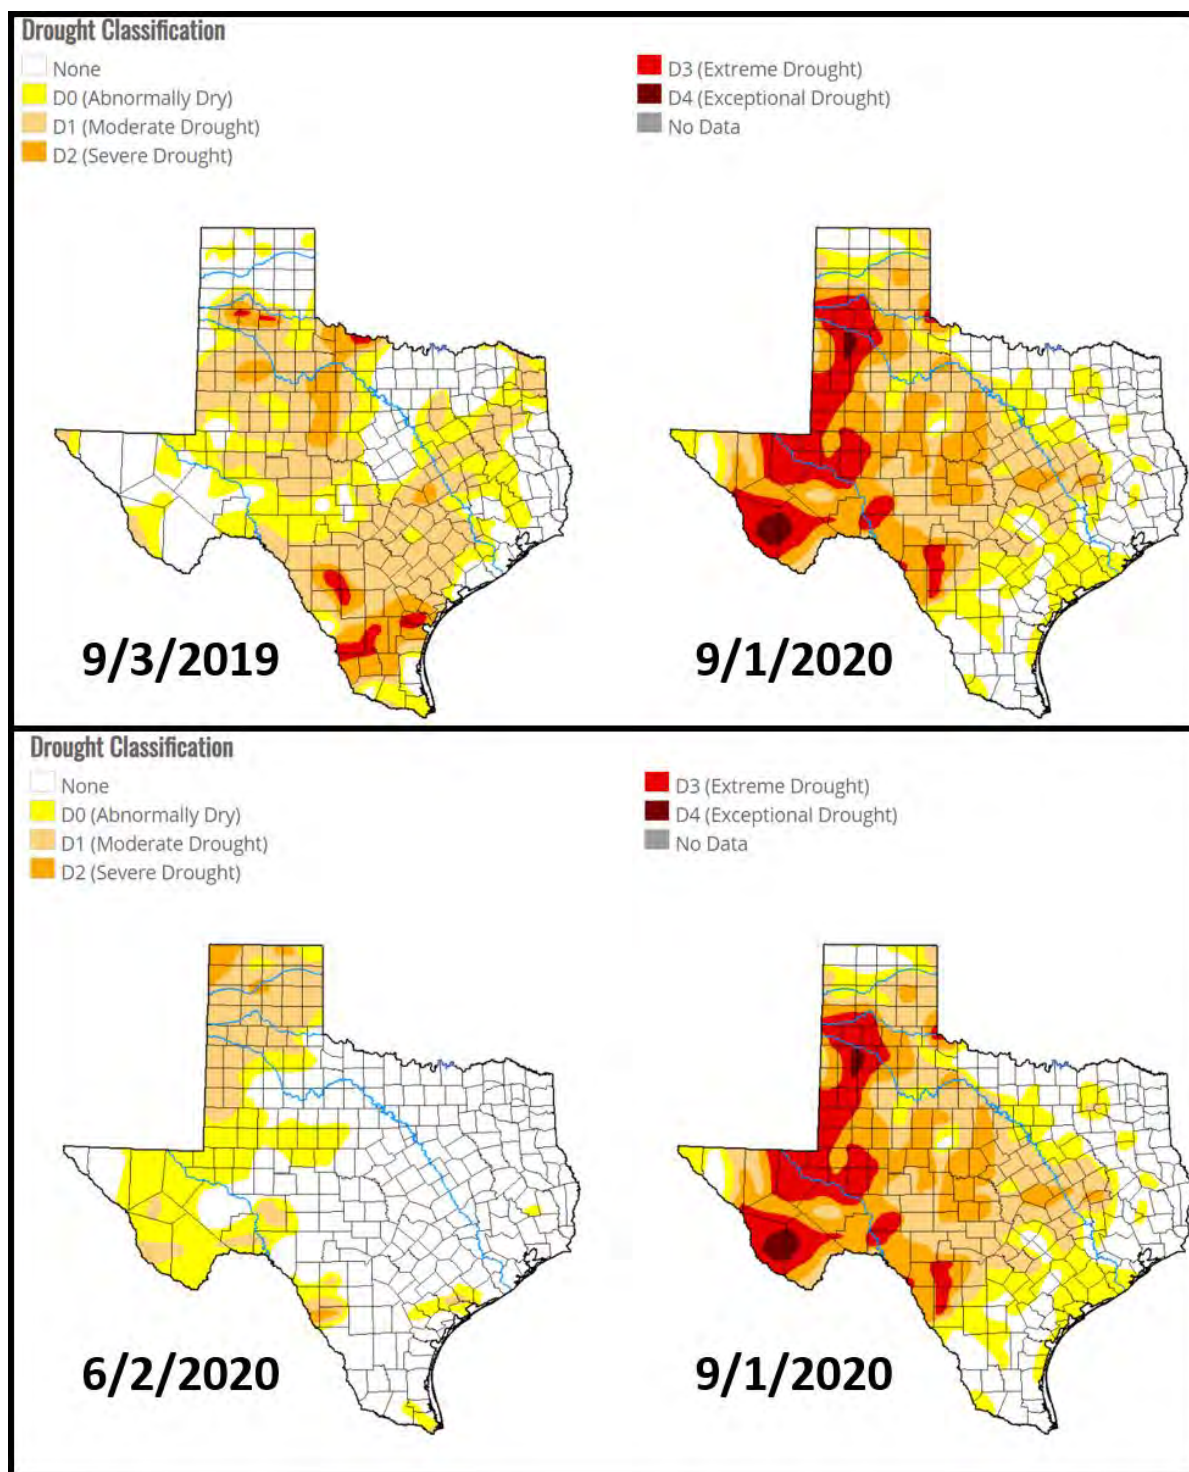 Drought Classification
None
D0 (Abnormally Dry)
D1 (Moderate Drought)
D2 (Severe Drought)
D3 (Extreme Drought)
D4 (Exceptional Drought)
No Data
9/3/2019
9/1/2020
Drought Classification
None
D0 (Abnormally Dry)
D1 (Moderate Drought)
D2 (Severe Drought)
D3 (Extreme Drought)
D4 (Exceptional Drought)
No Data
6/2/2020
9/1/2020